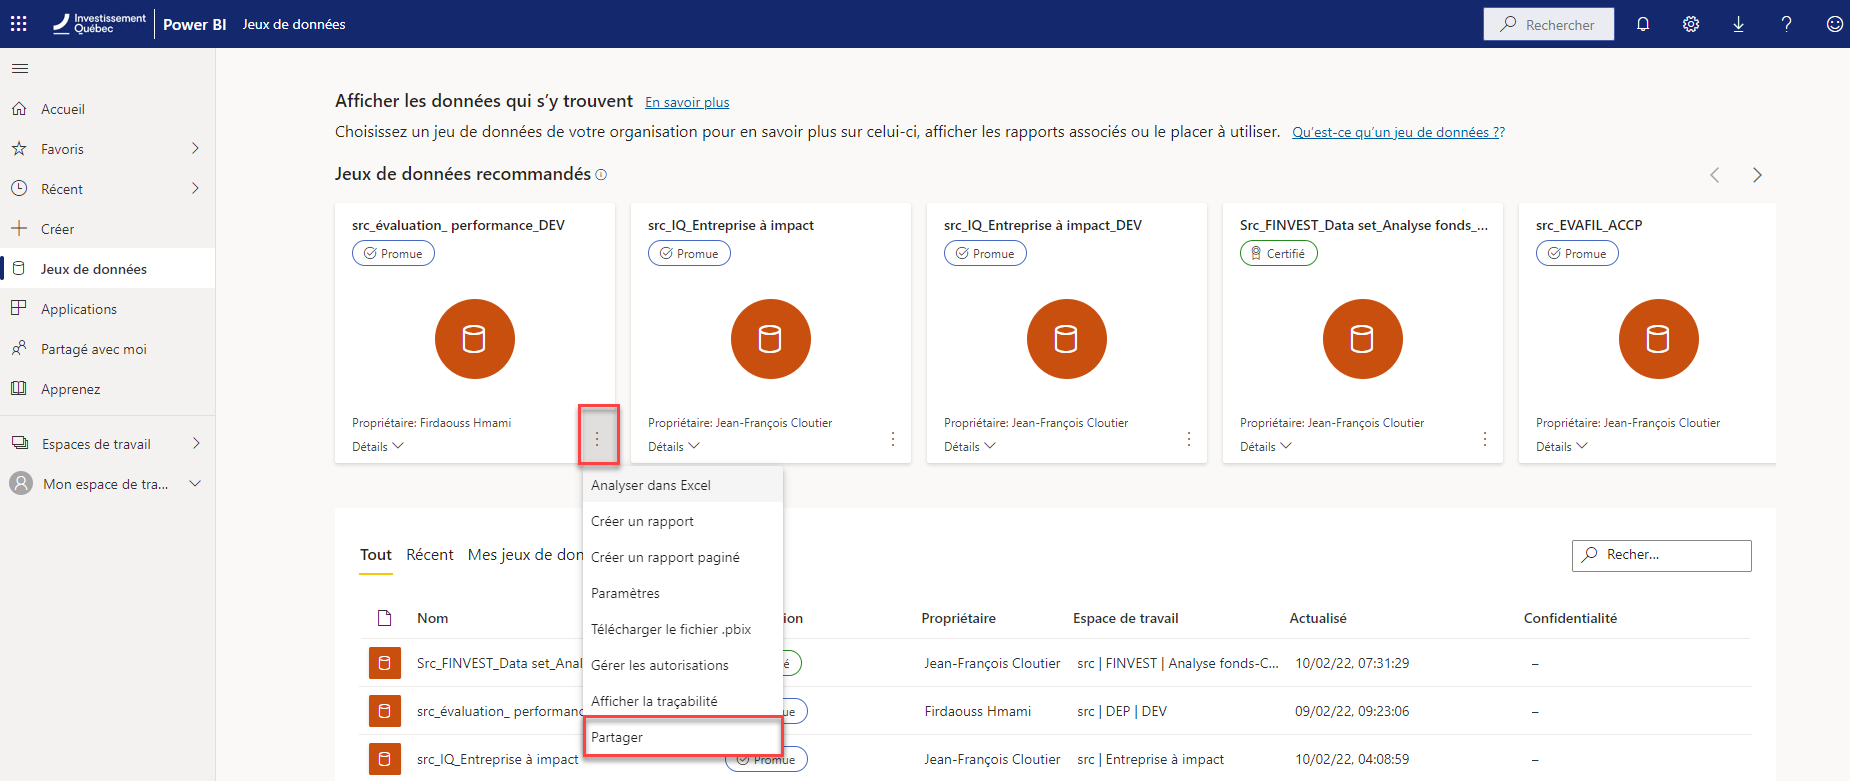 Investissement
Québec
Power BI
Jeux de données
Rechercher
Accueil
Favoris
Récent
Créer
Jeux de données
Applications
Partagé avec moi
Apprenez
Espaces de travail
Mon espace de tra...
Afficher les données qui s’y trouvent En savoir plus
Choisissez un jeu de données de votre organisation pour en savoir plus sur celui-ci, afficher les rapports associés ou le placer à utiliser. Qu’est-ce qu’un jeu de données ??
Jeux de données recommandés
src_évaluation_ performance_DEV
Promue
Propriétaire: Firdaouss Hmami
Détails
src_IQ_Entreprise à impact
Promue
Propriétaire: Jean-François Cloutier
Détails
src_IQ_Entreprise à impact_DEV
Promue
Propriétaire: Jean-François Cloutier
Détails
Src_FINVEST_Data set_Analyse fonds_...
Certifié
Propriétaire: Jean-François Cloutier
Détails
src_EVAFIL_ACCP
Promue
Propriétaire: Jean-François Cloutier
Détails
Analyser dans Excel
Créer un rapport
Créer un rapport paginé
Paramètres
Télécharger le fichier .pbix
Gérer les autorisations
Afficher la traçabilité
Partager
Tout Récent Mes jeux de don
Recher...
Nom ion Propriétaire Espace de travail Actualisé Confidentialité
Src_FINVEST_Data set_Anal é Jean-François Cloutier src | FINVEST | Analyse fonds-C... 10/02/22, 07:31:29 –
src_évaluation_ performanc ue Firdaouss Hmami src | DEP | DEV 09/02/22, 09:23:06 –
src_IQ_Entreprise à impact Promue Jean-François Cloutier src | Entreprise à impact 10/02/22, 04:08:59 –